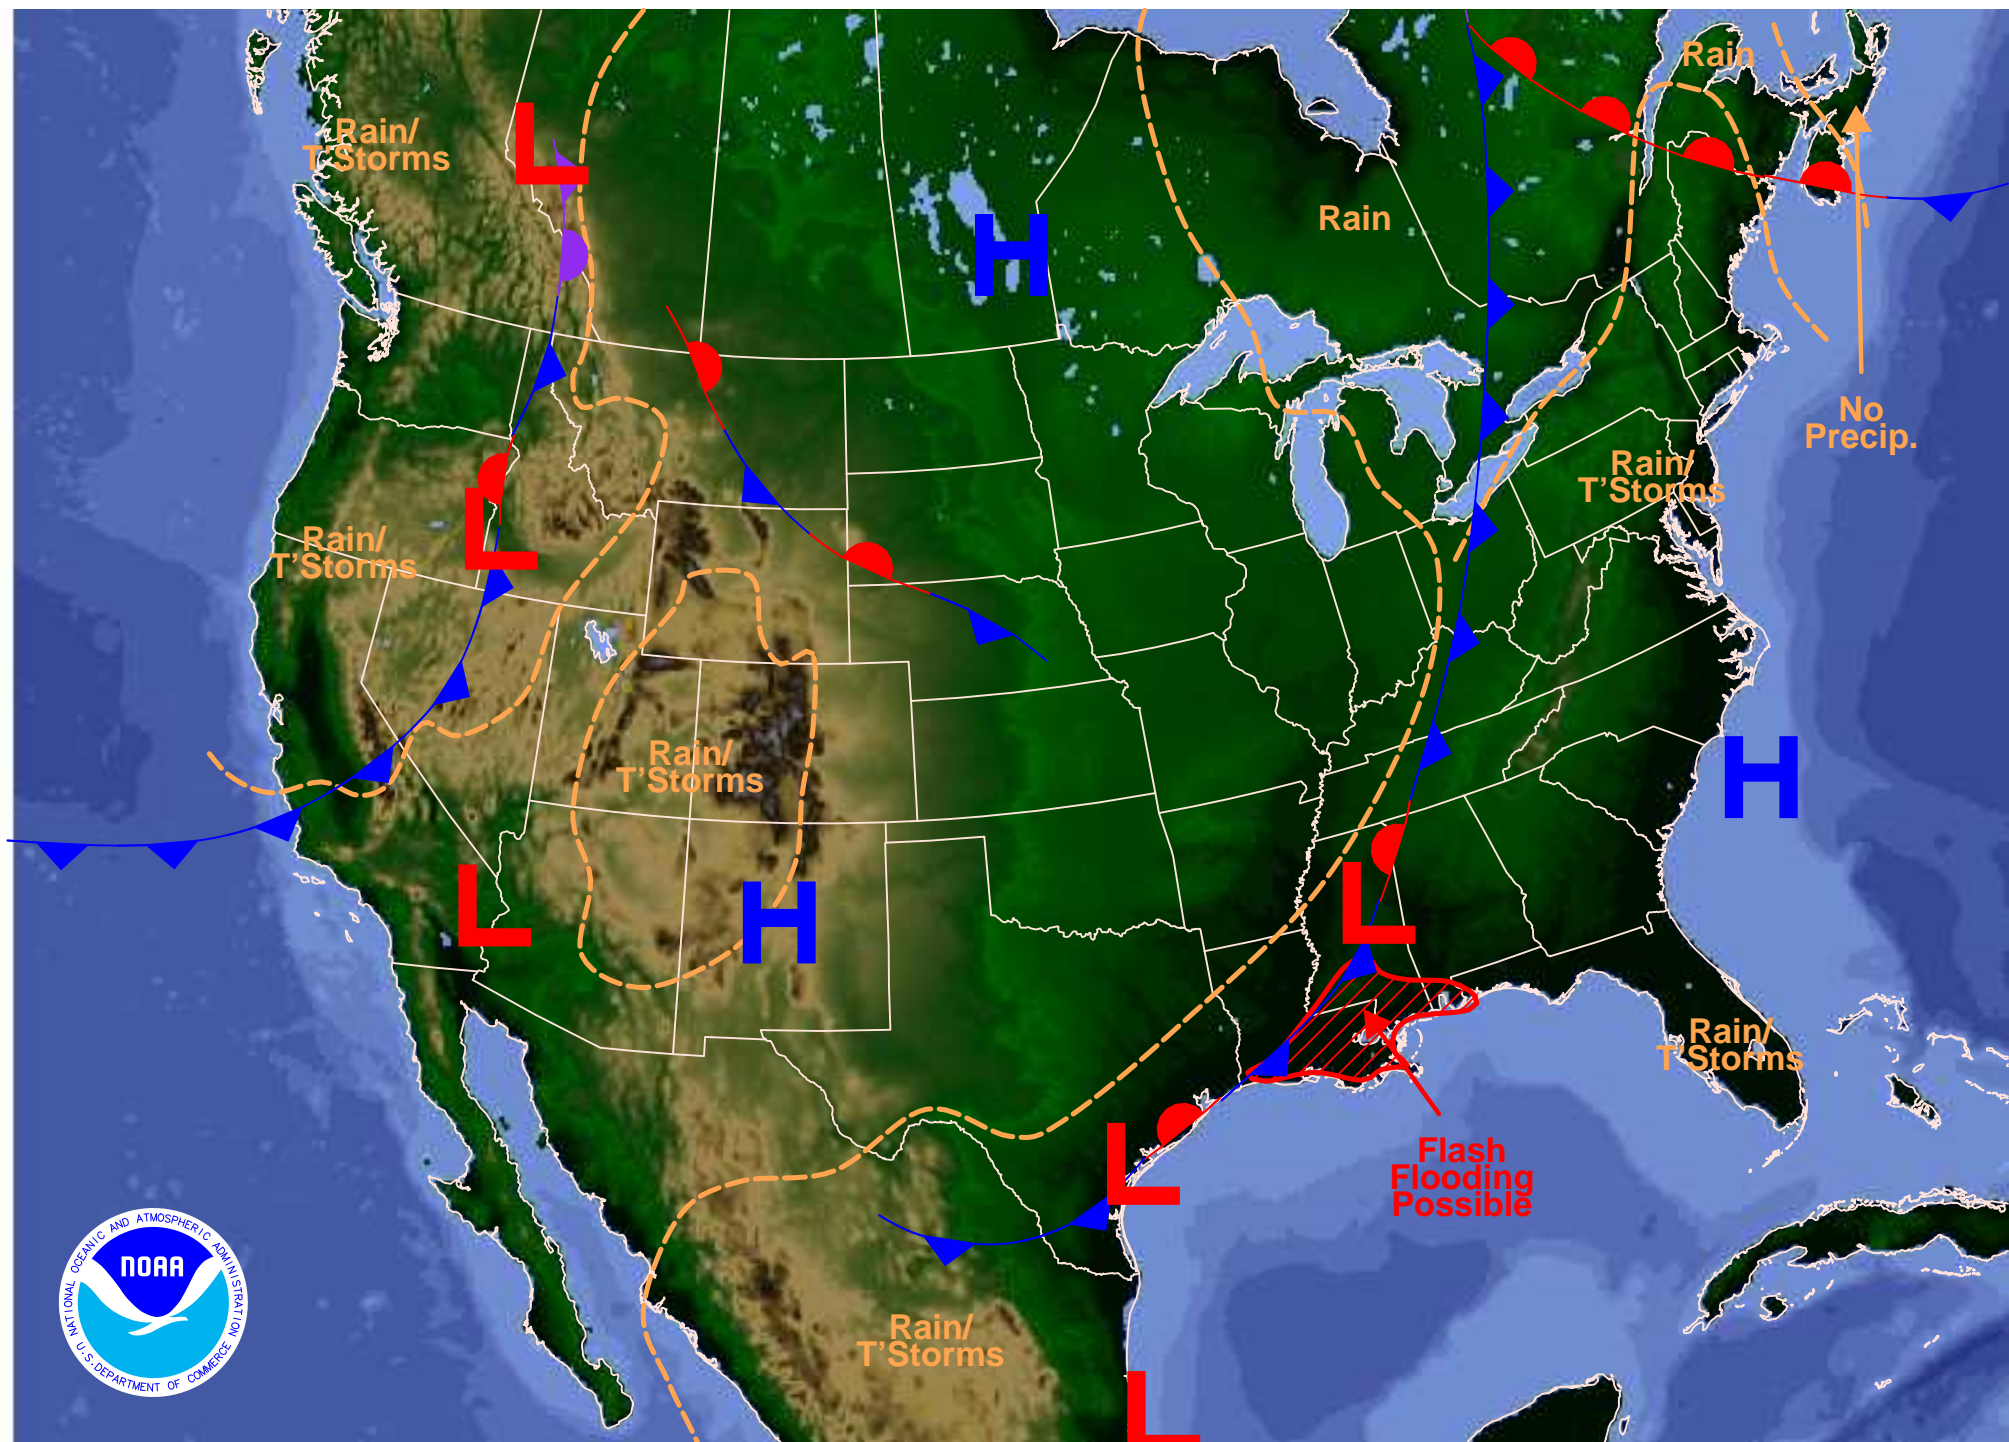 Rain
Rain/
T'Storms
L
Rain
H
No
Precip.
Rain/
T'Storms
L
Rain/
T'Storms
Rain/
T'Storms
H
L
L
H
Rain/
T'Storms
L
Flash
Flooding
Possible
Rain/
T'Storms
L
NATIONAL OCEANIC AND ATMOSPHERIC ADMINISTRATION
NOAA
U.S. DEPARTMENT OF COMMERCE